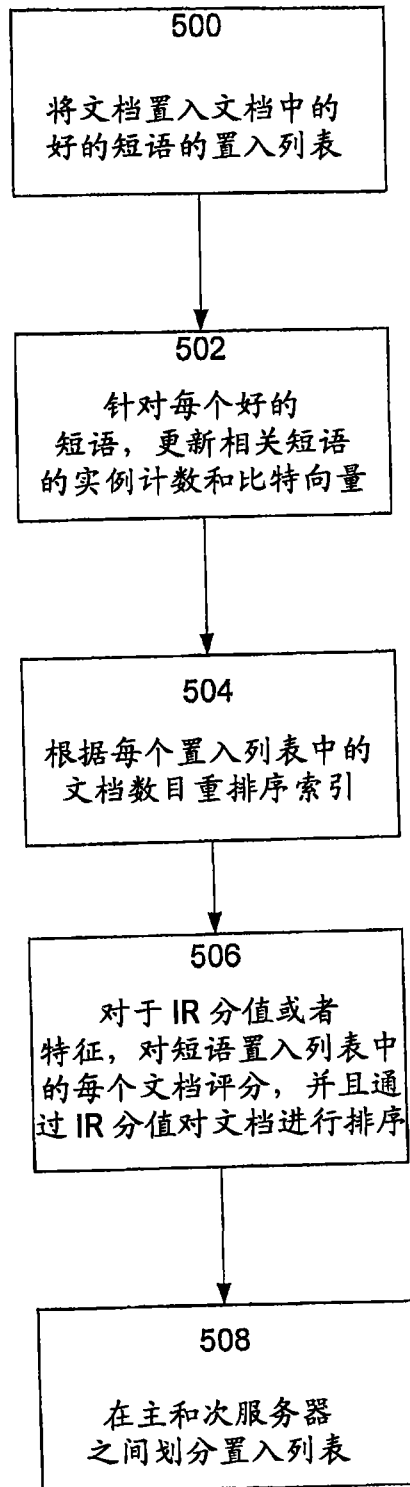 500
将文档置入文档中的
好的短语的置入列表
502
针对每个好的
短语，更新相关短语
的实例计数和比特向量
504
根据每个置入列表中的
文档数目重排序索引
506
对于 IR 分值或者
特征，对短语置入列表中
的每个文档评分，并且通
过 IR 分值对文档进行排序
508
在主和次服务器
之间划分置入列表